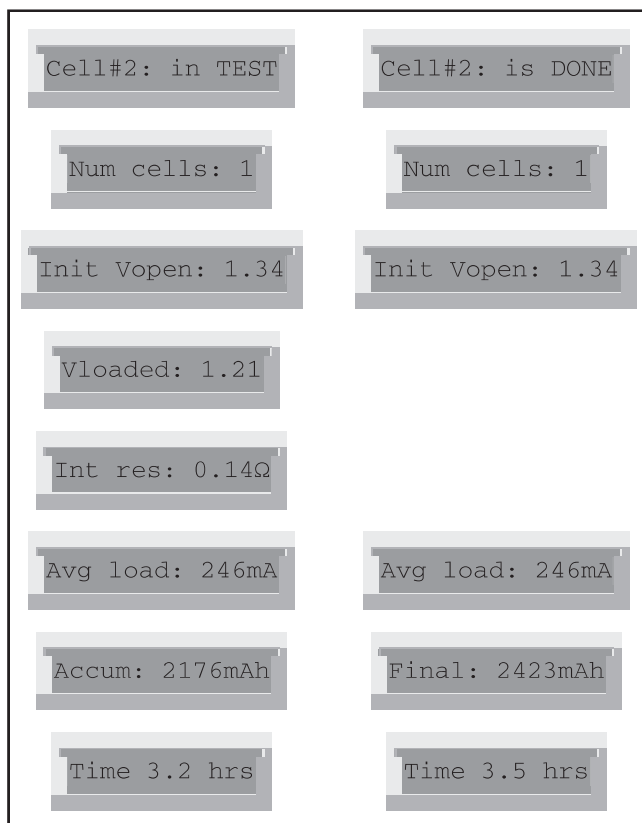 Cell#2: in TEST
Num cells: 1
Init Vopen: 1.34
Vloaded: 1.21
Int res: 0.14Ω
Avg load: 246mA
Accum: 2176mAh
Time 3.2 hrs
Cell#2: is DONE
Num cells: 1
Init Vopen: 1.34
Avg load: 246mA
Final: 2423mAh
Time 3.5 hrs